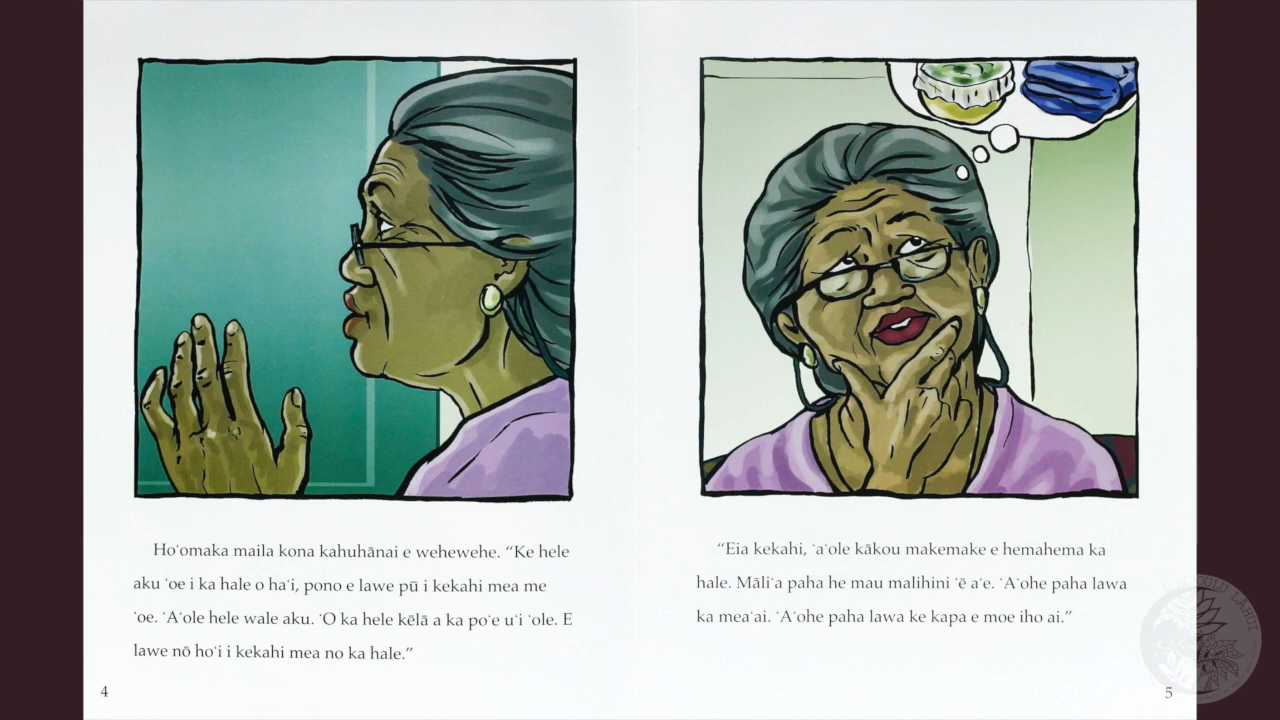 Hoʻomaka maila kona kahuhānai e wehewehe. “Ke hele
aku ʻoe i ka hale o haʻi, pono e lawe pū i kekahi mea me
ʻoe. ʻAʻole hele wale aku. ʻO ka hele kēlā a ka poʻe uʻi ʻole. E
lawe nō hoʻi i kekahi mea no ka hale.”
4
“Eia kekahi, ʻaʻole kākou makemake e hemahema ka
hale. Māliʻa paha he mau malihini ʻē aʻe. ʻAʻohe paha lawa
ka meaʻai. ʻAʻohe paha lawa ke kapa e moe iho ai.”
5